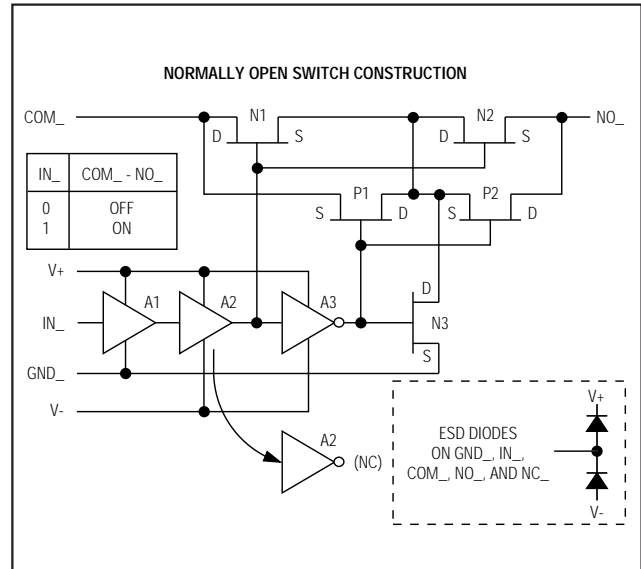 NORMALLY OPEN SWITCH CONSTRUCTION
COM_
N1
N2
NO_
D
S
D
S
IN_ COM_ - NO_
0 OFF
1 ON
P1
P2
S
D
S
D
V+
A1
A2
A3
D
IN_
N3
S
GND_
V-
A2
(NC)
V+
ESD DIODES
ON GND_, IN_,
COM_, NO_, AND NC_
V-